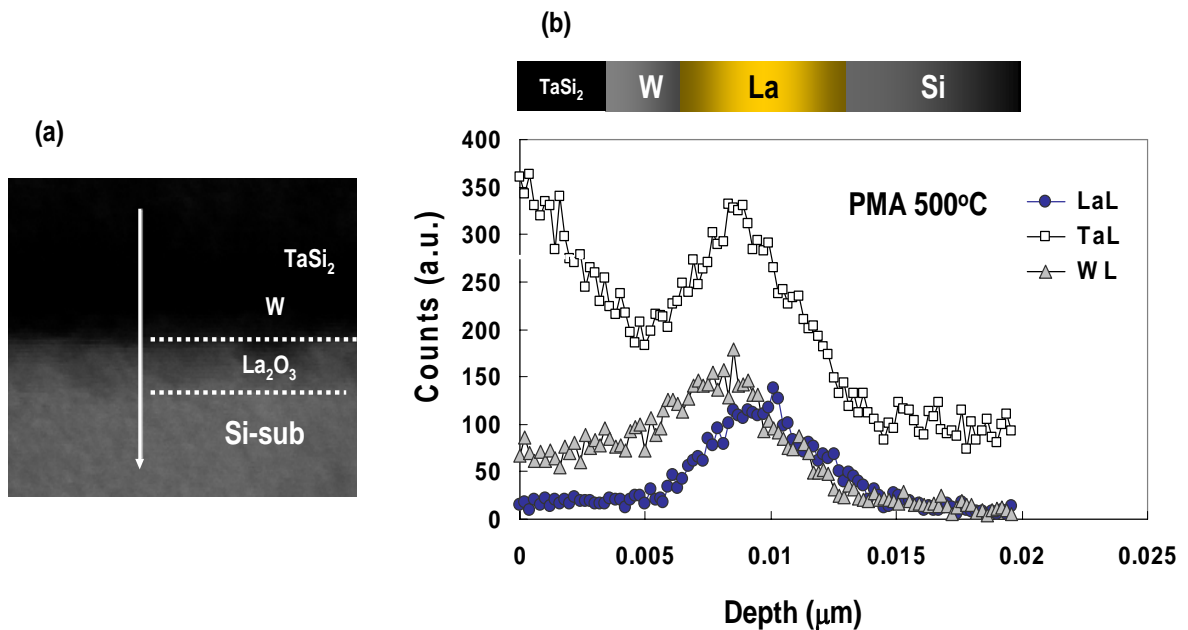 (a)
TaSi₂
W
La₂O₃
Si-sub
(b)
TaSi₂ W La Si
PMA 500ºC
LaL
TaL
W L
Counts (a.u.)
400
350
300
250
200
150
100
50
0
0 0.005 0.01 0.015 0.02 0.025
Depth (μm)